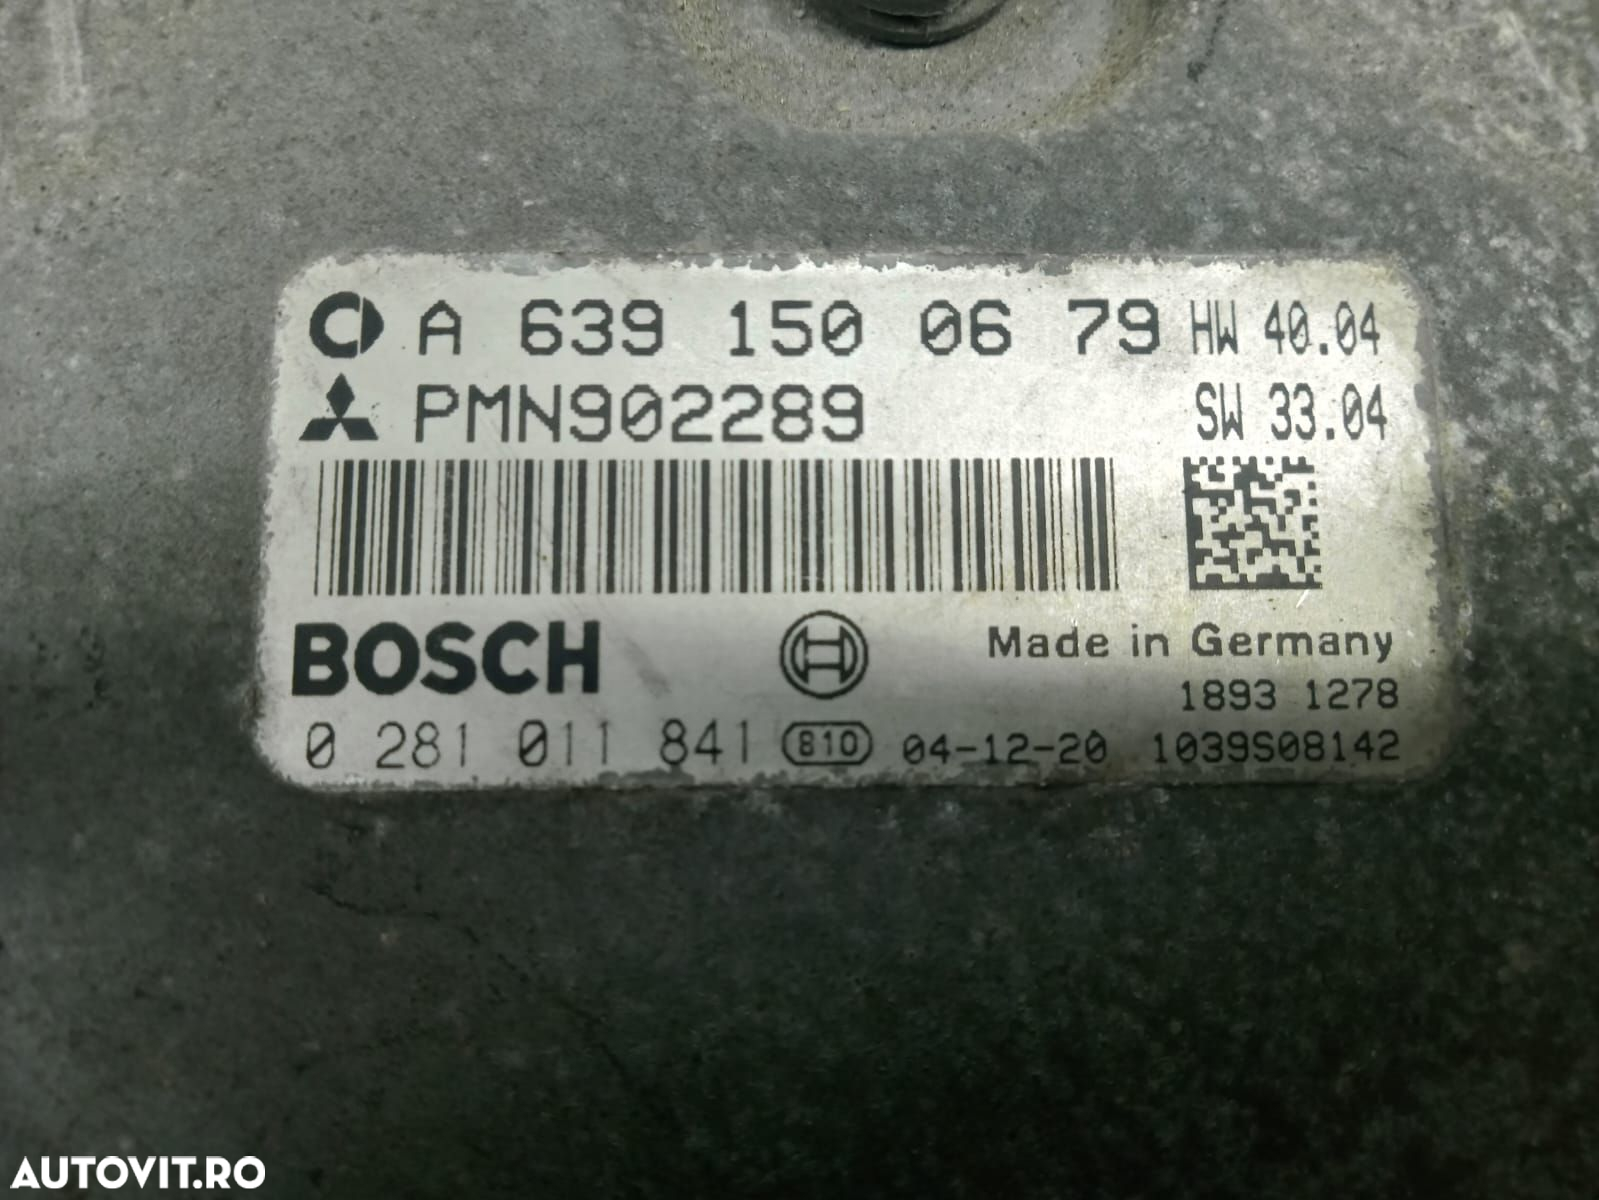 A 639 150 06 79 HW 40.04
PMN902289 SW 33.04
BOSCH Made in Germany
1893 1278
0 281 011 841 810 04-12-20 1039S08142
AUTOVIT.RO